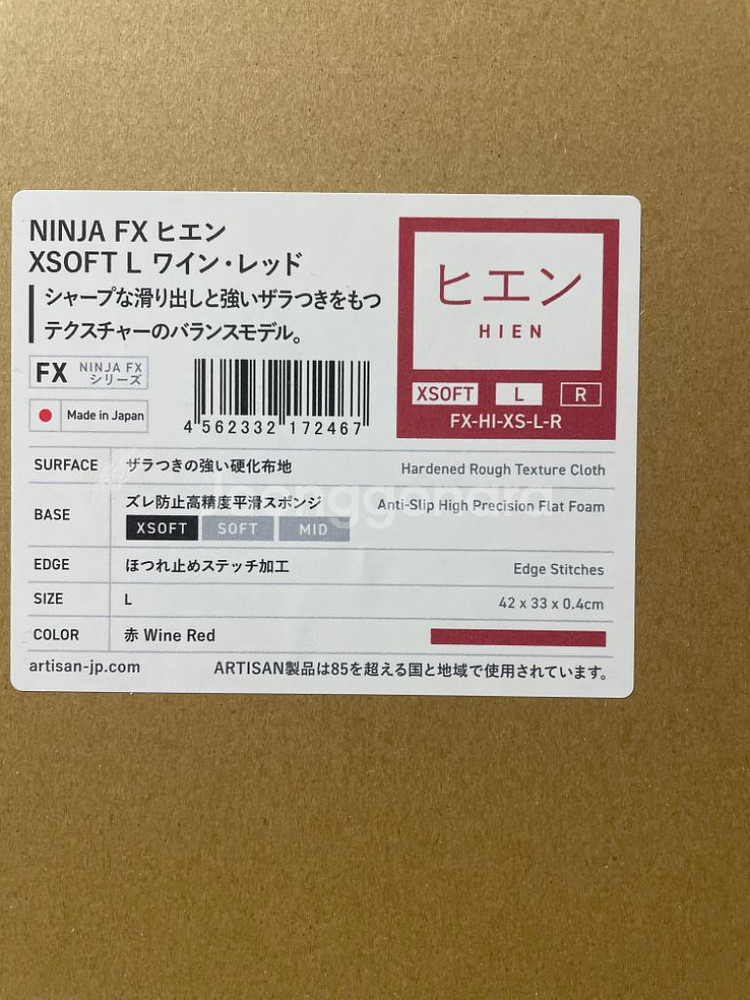 NINJA FX ヒエン
XSOFT L ワイン・レッド
シャープな滑り出しと強いザラつきをもつ
テクスチャーのバランスモデル。
FX NINJA FX
シリーズ
Made in Japan
4 562332 172467
ヒエン
HIEN
XSOFT L R
FX-HI-XS-L-R
SURFACE ザラつきの強い硬化布地 Hardened Rough Texture Cloth
BASE ズレ防止高精度平滑スポンジ Anti-Slip High Precision Flat Foam
XSOFT SOFT MID
EDGE ほつれ止めステッチ加工 Edge Stitches
SIZE L 42 x 33 x 0.4cm
COLOR 赤 Wine Red
artisan-jp.com ARTISAN製品は85を超える国と地域で使用されています。